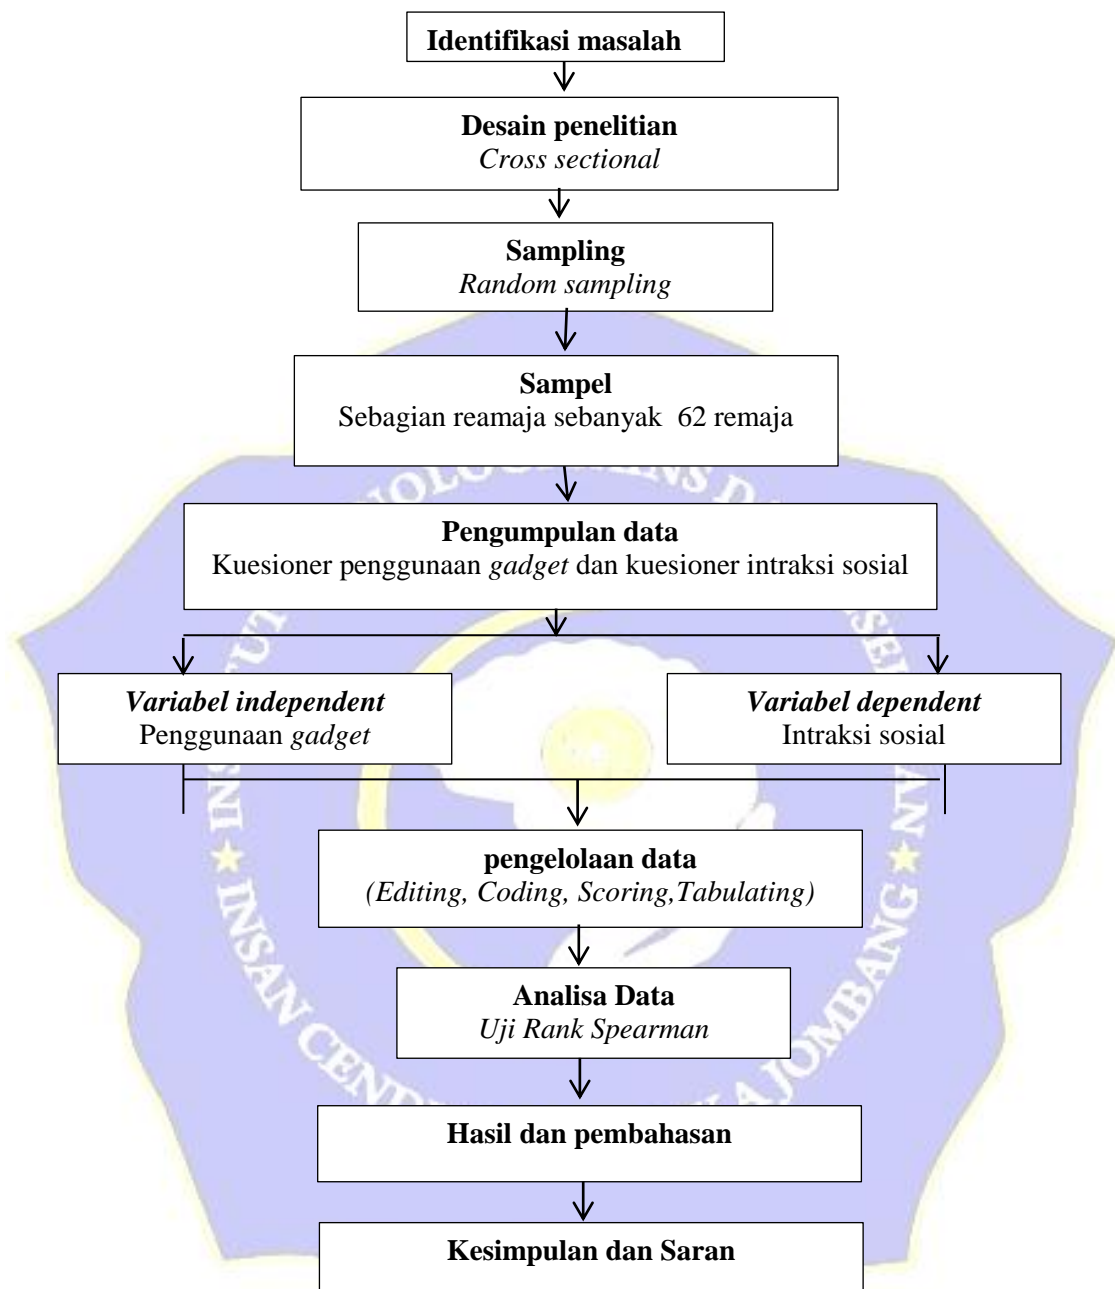 Identifikasi masalah
Desain penelitian
Cross sectional
Sampling
Random sampling
Sampel
Sebagian reamaja sebanyak 62 remaja
Pengumpulan data
Kuesioner penggunaan gadget dan kuesioner intraksi sosial
Variabel independent
Penggunaan gadget
Variabel dependent
Intraksi sosial
pengelolaan data
(Editing, Coding, Scoring,Tabulating)
Analisa Data
Uji Rank Spearman
Hasil dan pembahasan
Kesimpulan dan Saran
INSAN
JOMBANG